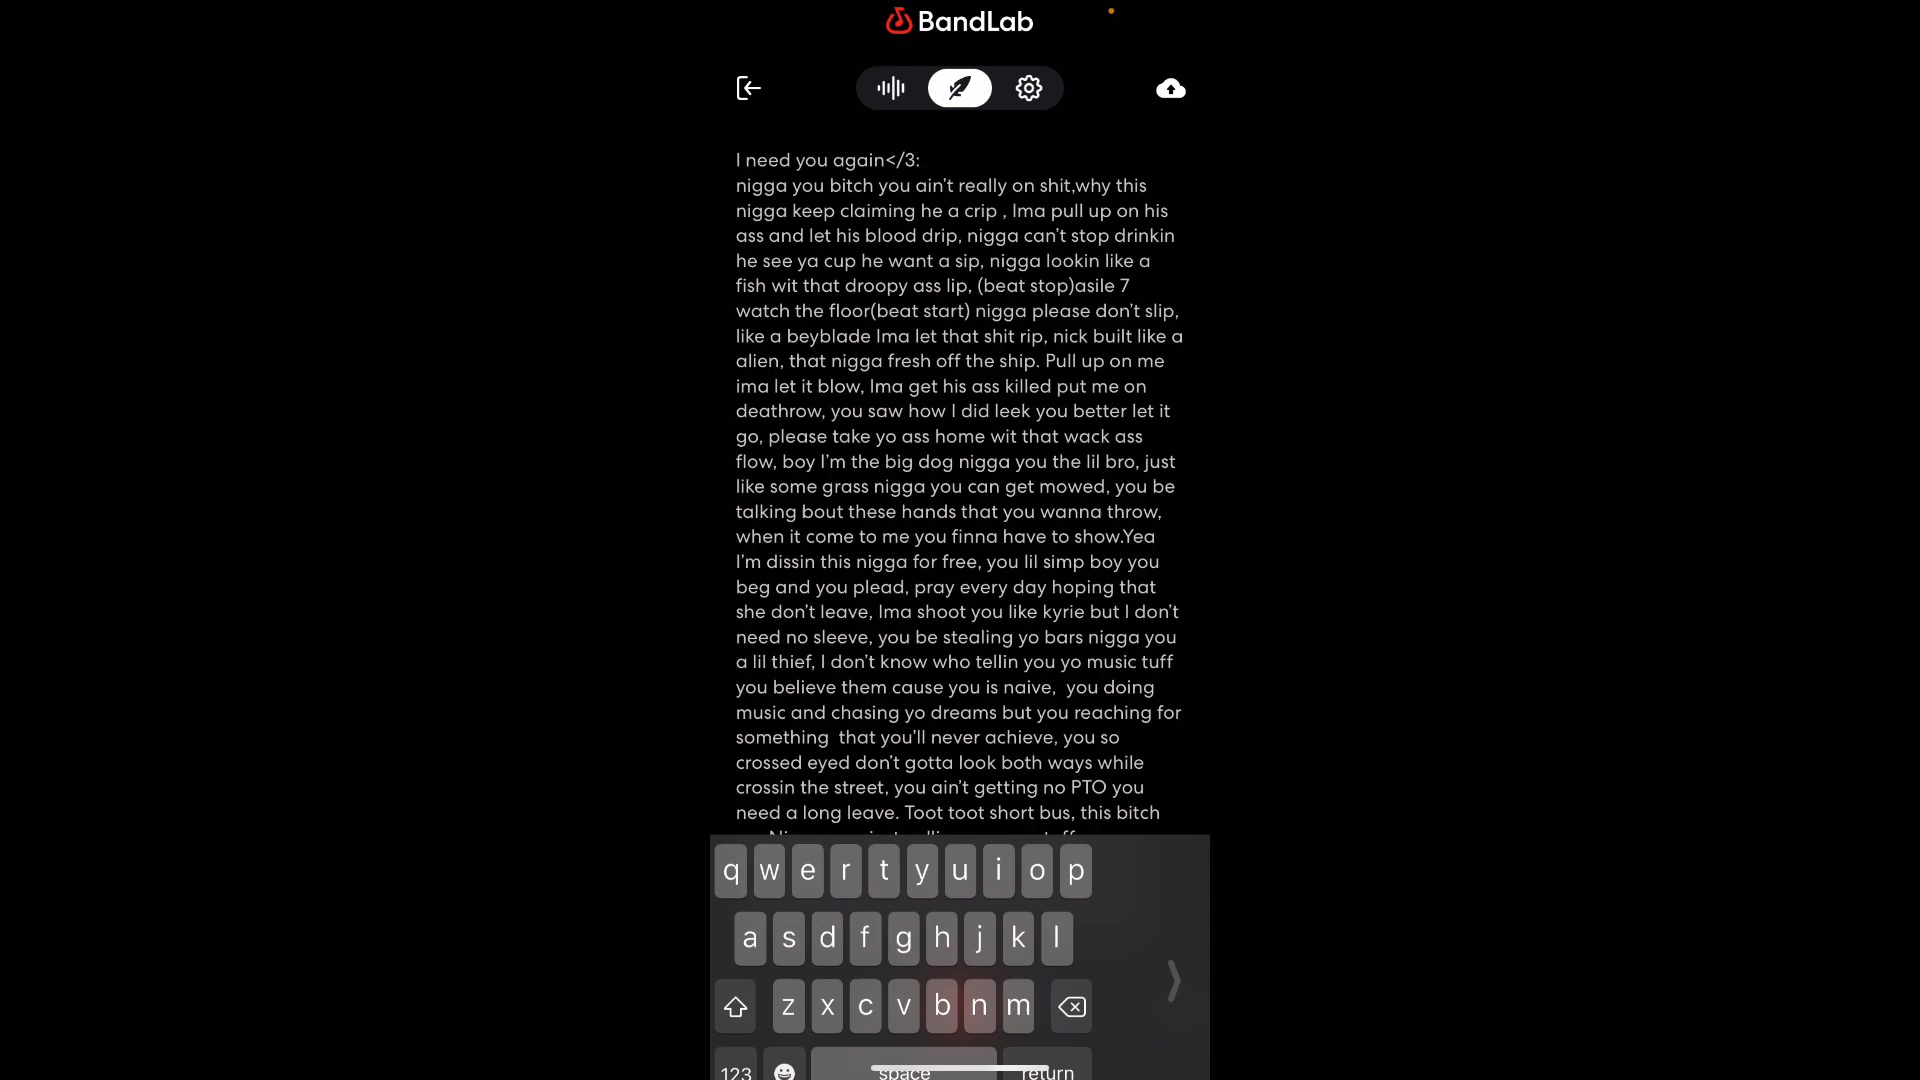 BandLab
I need you again</3:
nigga you bitch you ain't really on shit,why this
nigga keep claiming he a crip , Ima pull up on his
ass and let his blood drip, nigga can't stop drinkin
he see ya cup he want a sip, nigga lookin like a
fish wit that droopy ass lip, (beat stop)asile 7
watch the floor(beat start) nigga please don't slip,
like a beyblade Ima let that shit rip, nick built like a
alien, that nigga fresh off the ship. Pull up on me
ima let it blow, Ima get his ass killed put me on
deathrow, you saw how I did leek you better let it
go, please take yo ass home wit that wack ass
flow, boy I'm the big dog nigga you the lil bro, just
like some grass nigga you can get mowed, you be
talking bout these hands that you wanna throw,
when it come to me you finna have to show.Yea
I'm dissin this nigga for free, you lil simp boy you
beg and you plead, pray every day hoping that
she don't leave, Ima shoot you like kyrie but I don't
need no sleeve, you be stealing yo bars nigga you
a lil thief, I don't know who tellin you yo music tuff
you believe them cause you is naive,  you doing
music and chasing yo dreams but you reaching for
something  that you'll never achieve, you so
crossed eyed don't gotta look both ways while
crossin the street, you ain't getting no PTO you
need a long leave. Toot toot short bus, this bitch
q w e r t y u i o p
a s d f g h j k l
z x c v b n m
123 space return